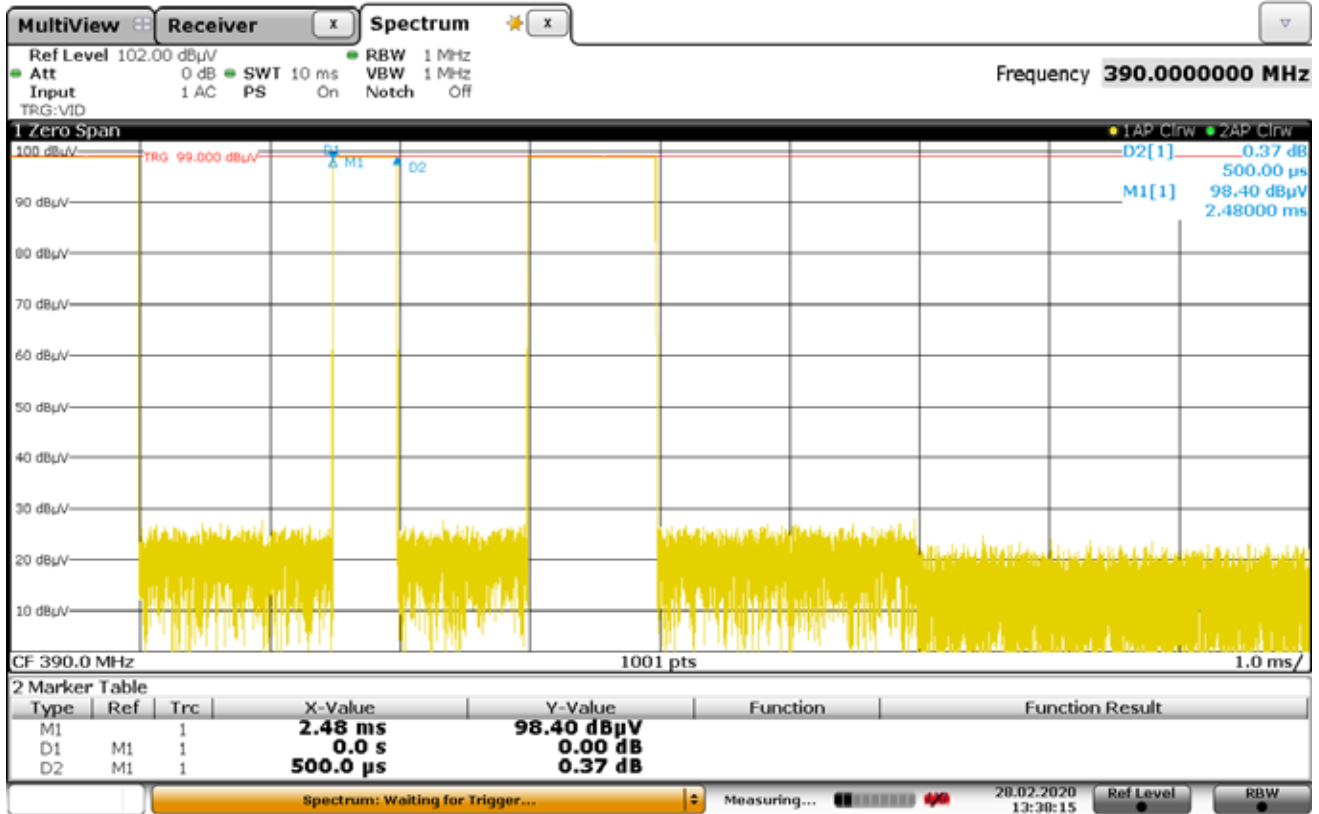 MultiView Receiver x Spectrum x
Ref Level 102.00 dBµV RBW 1 MHz
Att 0 dB SWT 10 ms VBW 1 MHz Frequency 390.0000000 MHz
Input 1 AC PS On Notch Off
TRG:VID
1 Zero Span 1AP Clrw 2AP Clrw
100 dBµV TRG 99.000 dBµV D1 M1 D2 D2[1] 0.37 dB
500.00 µs
M1[1] 98.40 dBµV
2.48000 ms
90 dBµV
80 dBµV
70 dBµV
60 dBµV
50 dBµV
40 dBµV
30 dBµV
20 dBµV
10 dBµV
CF 390.0 MHz 1001 pts 1.0 ms/
2 Marker Table
Type Ref Trc X-Value Y-Value Function Function Result
M1 1 2.48 ms 98.40 dBµV
D1 M1 1 0.0 s 0.00 dB
D2 M1 1 500.0 µs 0.37 dB
Spectrum: Waiting for Trigger... Measuring... 28.02.2020 Ref Level RBW
13:38:15